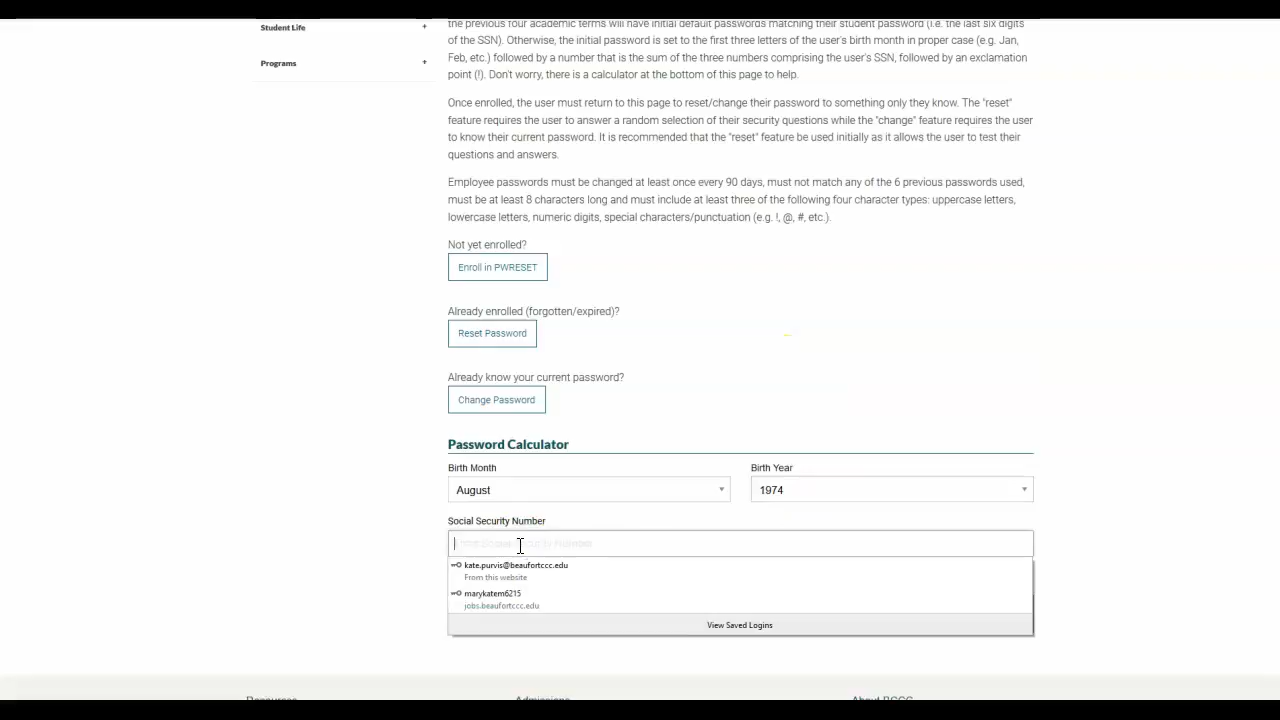 Student Life +
Programs +
the previous four academic terms will have initial default passwords matching their student password (i.e. the last six digits
of the SSN). Otherwise, the initial password is set to the first three letters of the user's birth month in proper case (e.g. Jan,
Feb, etc.) followed by a number that is the sum of the three numbers comprising the user's SSN, followed by an exclamation
point (!). Don't worry, there is a calculator at the bottom of this page to help.
Once enrolled, the user must return to this page to reset/change their password to something only they know. The "reset"
feature requires the user to answer a random selection of their security questions while the "change" feature requires the user
to know their current password. It is recommended that the "reset" feature be used initially as it allows the user to test their
questions and answers.
Employee passwords must be changed at least once every 90 days, must not match any of the 6 previous passwords used,
must be at least 8 characters long and must include at least three of the following four character types: uppercase letters,
lowercase letters, numeric digits, special characters/punctuation (e.g. !, @, #, etc.).
Not yet enrolled?
Enroll in PWRESET
Already enrolled (forgotten/expired)?
Reset Password
Already know your current password?
Change Password
Password Calculator
Birth Month Birth Year
August 1974
Social Security Number
kate.purvis@beaufortccc.edu
From this website
marykatem6215
jobs.beaufortccc.edu
View Saved Logins
Resources Admissions About BCCC